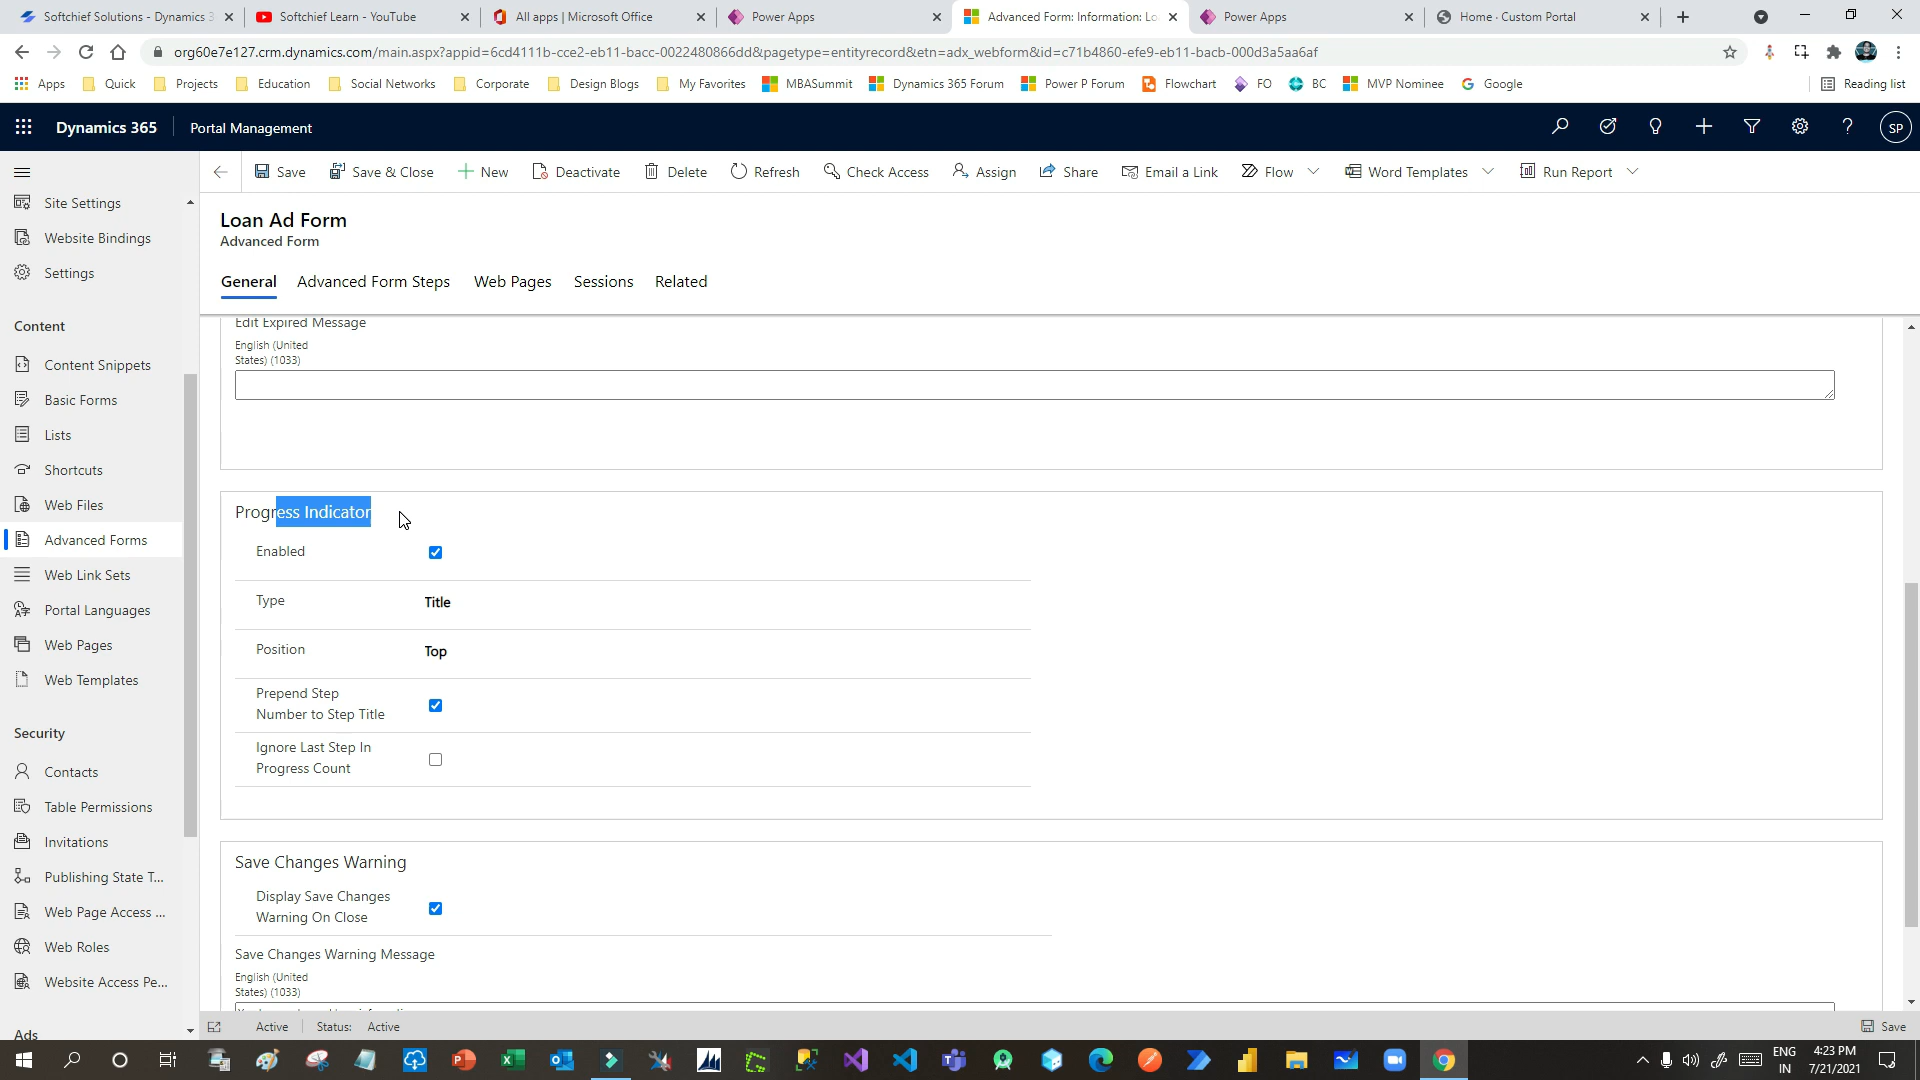 Softchief Solutions - Dynamics 3
Softchief Learn - YouTube
All apps | Microsoft Office
Power Apps
Advanced Form: Information: Lo
Power Apps
Home · Custom Portal
org60e7e127.crm.dynamics.com/main.aspx?appid=6cd4111b-cce2-eb11-bacc-0022480866dd&pagetype=entityrecord&etn=adx_webform&id=c71b4860-efe9-eb11-bacb-000d3a5aa6af
Apps
Quick
Projects
Education
Social Networks
Corporate
Design Blogs
My Favorites
MBASummit
Dynamics 365 Forum
Power P Forum
Flowchart
FO
BC
MVP Nominee
Google
Reading list
Dynamics 365
Portal Management
SP
Save
Save & Close
New
Deactivate
Delete
Refresh
Check Access
Assign
Share
Email a Link
Flow
Word Templates
Run Report
Site Settings
Website Bindings
Settings
Content
Content Snippets
Basic Forms
Lists
Shortcuts
Web Files
Advanced Forms
Web Link Sets
Portal Languages
Web Pages
Web Templates
Security
Contacts
Table Permissions
Invitations
Publishing State T...
Web Page Access ...
Web Roles
Website Access Pe...
Ads
Loan Ad Form
Advanced Form
General
Advanced Form Steps
Web Pages
Sessions
Related
Edit Expired Message
English (United
States) (1033)
Progress Indicator
Enabled
Type
Title
Position
Top
Prepend Step
Number to Step Title
Ignore Last Step In
Progress Count
Save Changes Warning
Display Save Changes
Warning On Close
Save Changes Warning Message
English (United
States) (1033)
Active
Status:
Active
Save
ENG
IN
4:23 PM
7/21/2021